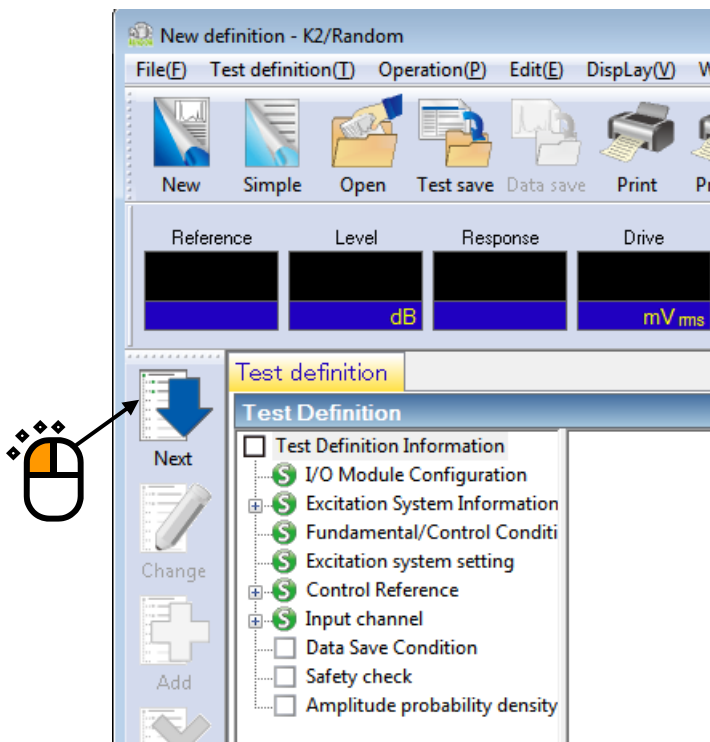 New definition - K2/Random
File(F) Test definition(T) Operation(P) Edit(E) DispLay(V) W
New Simple Open Test save Data save Print Pr
Reference Level Response Drive
dB mV rms
Test definition
Test Definition
Next
Change
Add
Test Definition Information
I/O Module Configuration
Excitation System Information
Fundamental/Control Conditi
Excitation system setting
Control Reference
Input channel
Data Save Condition
Safety check
Amplitude probability density